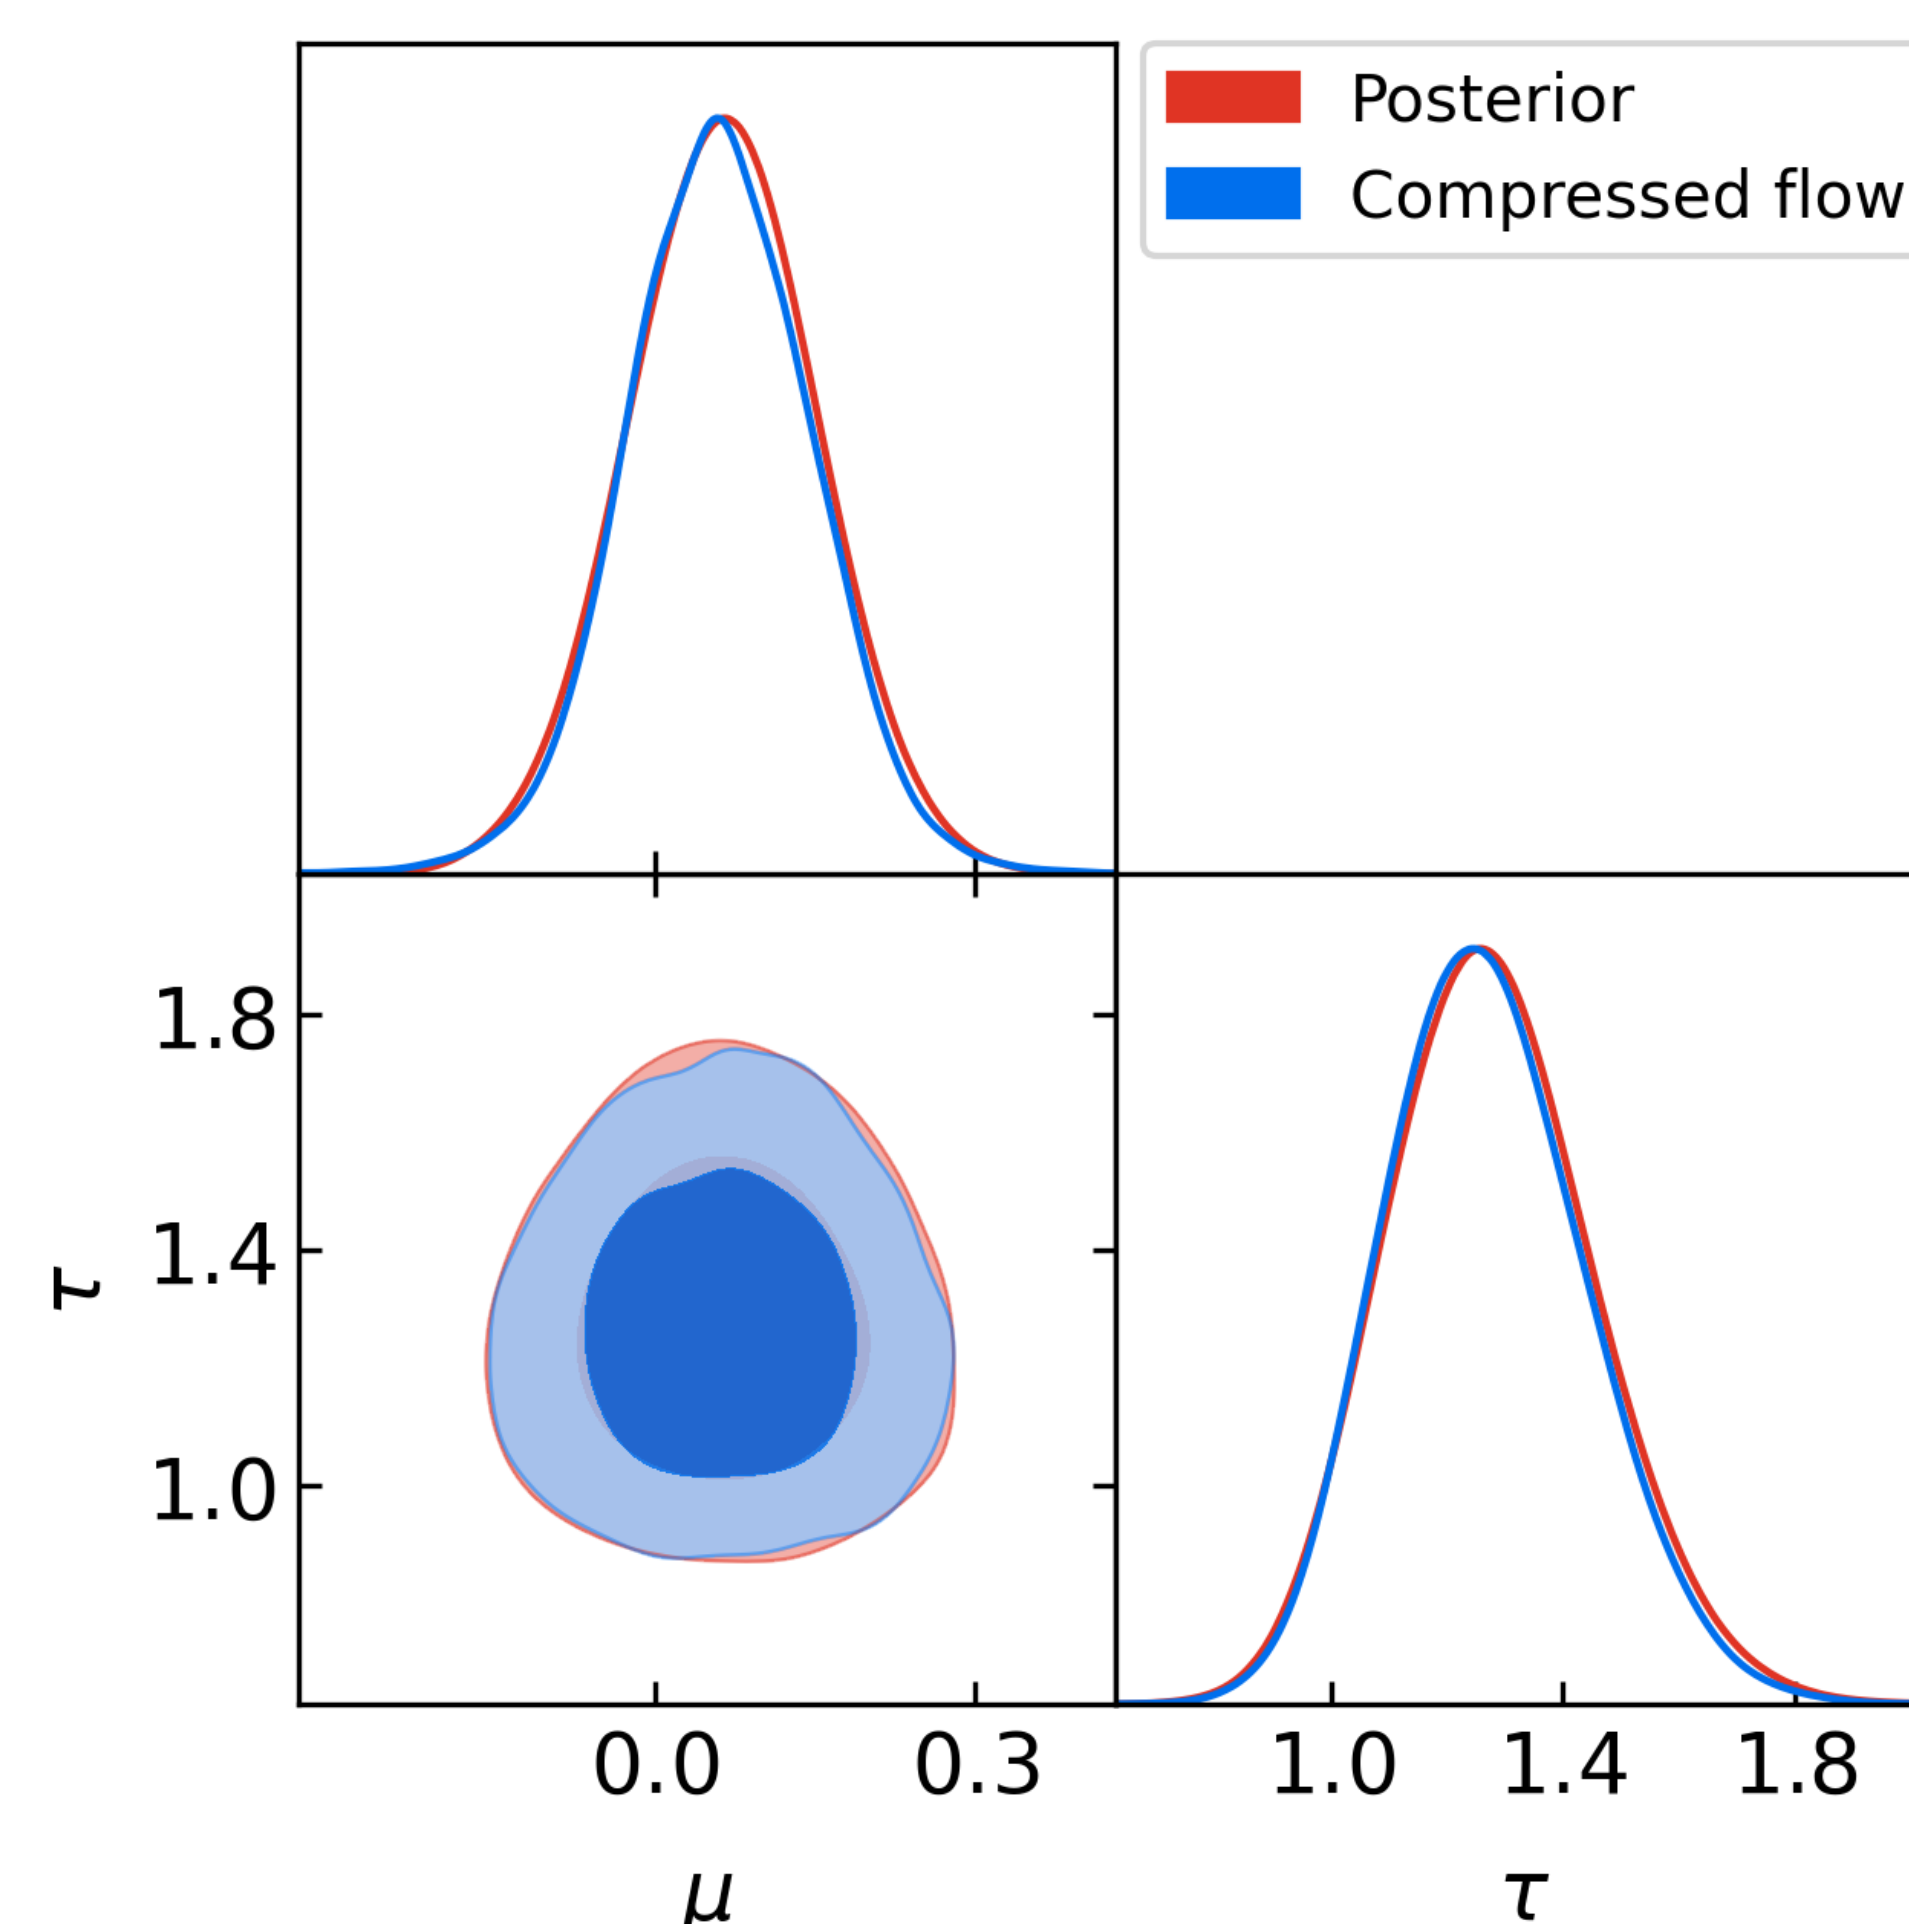 Posterior
Compressed flow
1.8
1.4
1.0
τ
0.0 0.3 1.0 1.4 1.8
μ τ